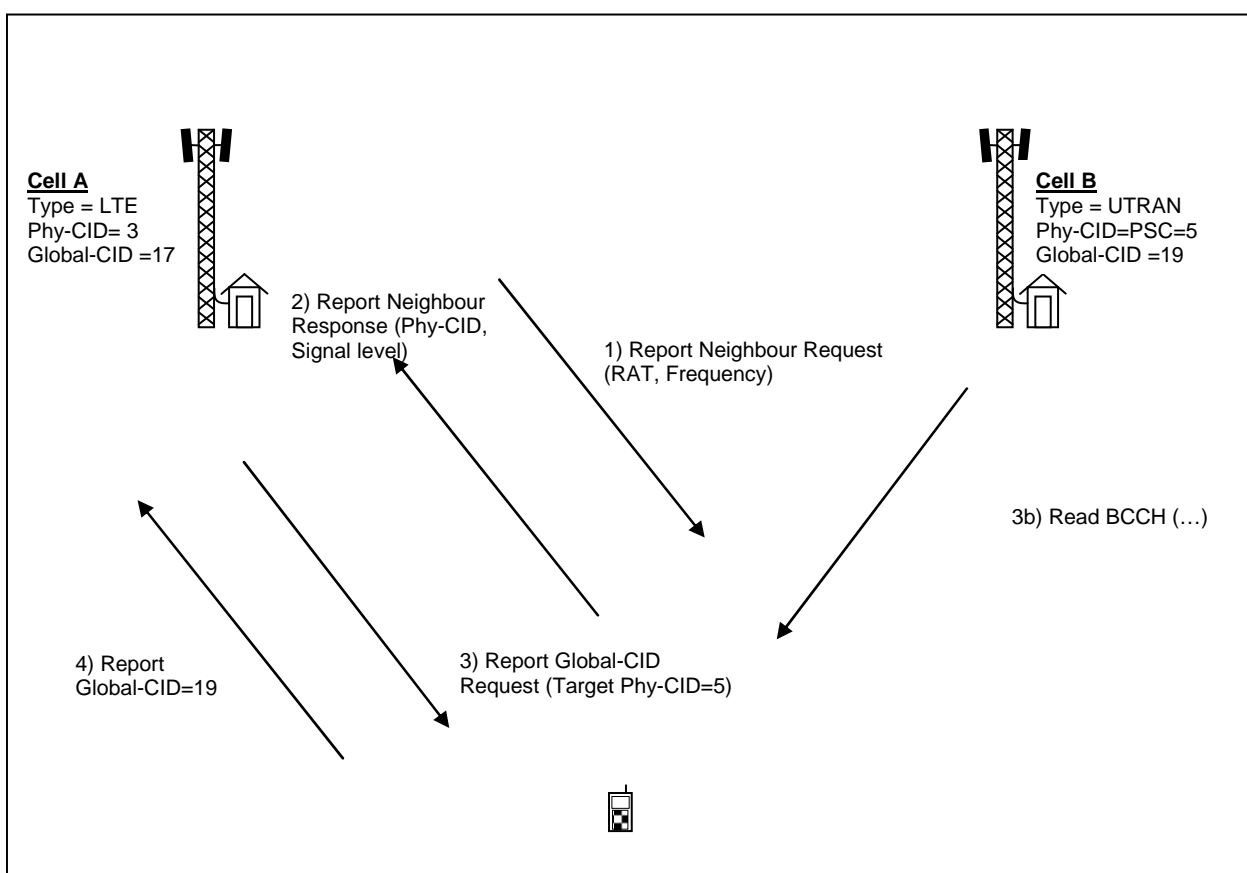 Cell A
Type = LTE
Phy-CID= 3
Global-CID =17
Cell B
Type = UTRAN
Phy-CID=PSC=5
Global-CID =19
2) Report Neighbour
Response (Phy-CID,
Signal level)
1) Report Neighbour Request
(RAT, Frequency)
3b) Read BCCH (…)
4) Report
Global-CID=19
3) Report Global-CID
Request (Target Phy-CID=5)